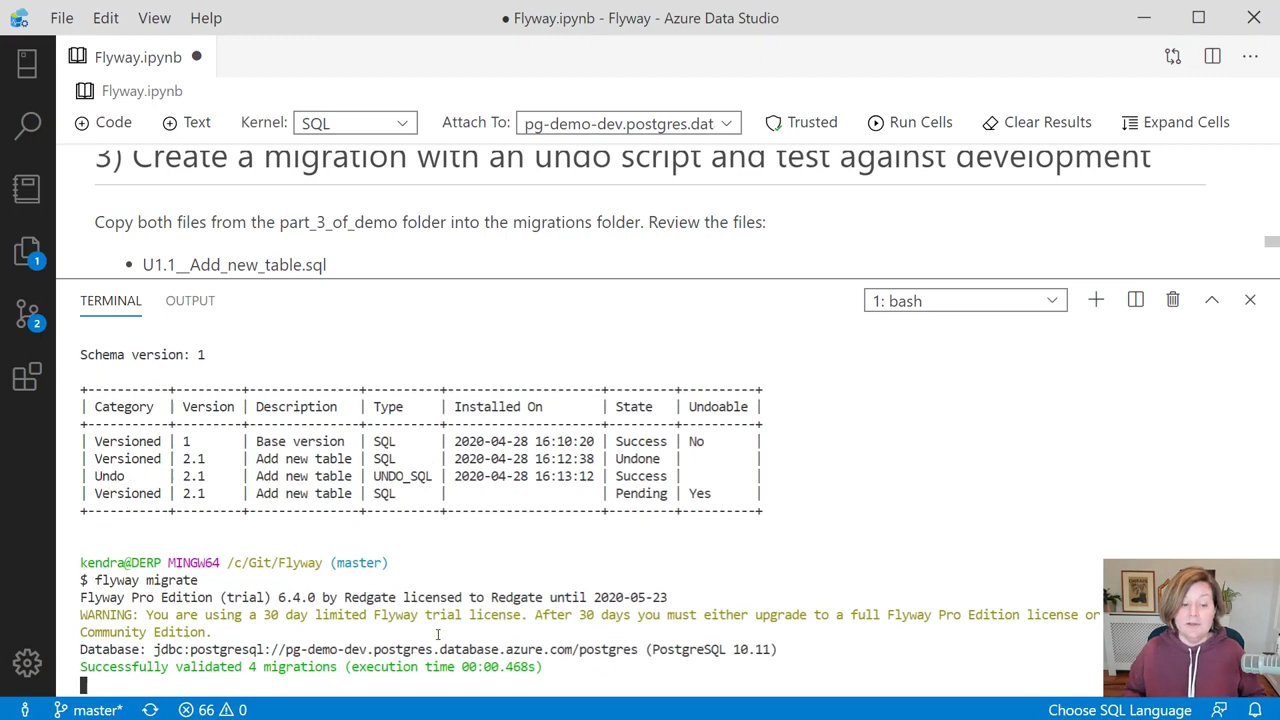 File Edit View Help
● Flyway.ipynb - Flyway - Azure Data Studio
Flyway.ipynb ●
Flyway.ipynb
Code Text Kernel: SQL Attach To: pg-demo-dev.postgres.dat Trusted Run Cells Clear Results Expand Cells
3) Create a migration with an undo script and test against development
Copy both files from the part_3_of_demo folder into the migrations folder. Review the files:
• U1.1__Add_new_table.sql
TERMINAL OUTPUT 1: bash
1
2
Schema version: 1
+-----------+---------+---------------+----------+---------------------+---------+----------+
| Category | Version | Description | Type | Installed On | State | Undoable |
+-----------+---------+---------------+----------+---------------------+---------+----------+
| Versioned | 1 | Base version | SQL | 2020-04-28 16:10:20 | Success | No |
| Versioned | 2.1 | Add new table | SQL | 2020-04-28 16:12:38 | Undone | |
| Undo | 2.1 | Add new table | UNDO_SQL | 2020-04-28 16:13:12 | Success | |
| Versioned | 2.1 | Add new table | SQL | | Pending | Yes |
+-----------+---------+---------------+----------+---------------------+---------+----------+
kendra@DERP MINGW64 /c/Git/Flyway (master)
$ flyway migrate
Flyway Pro Edition (trial) 6.4.0 by Redgate licensed to Redgate until 2020-05-23
WARNING: You are using a 30 day limited Flyway trial license. After 30 days you must either upgrade to a full Flyway Pro Edition license or
Community Edition.
Database: jdbc:postgresql://pg-demo-dev.postgres.database.azure.com/postgres (PostgreSQL 10.11)
Successfully validated 4 migrations (execution time 00:00.468s)
master* 66 0 Choose SQL Language